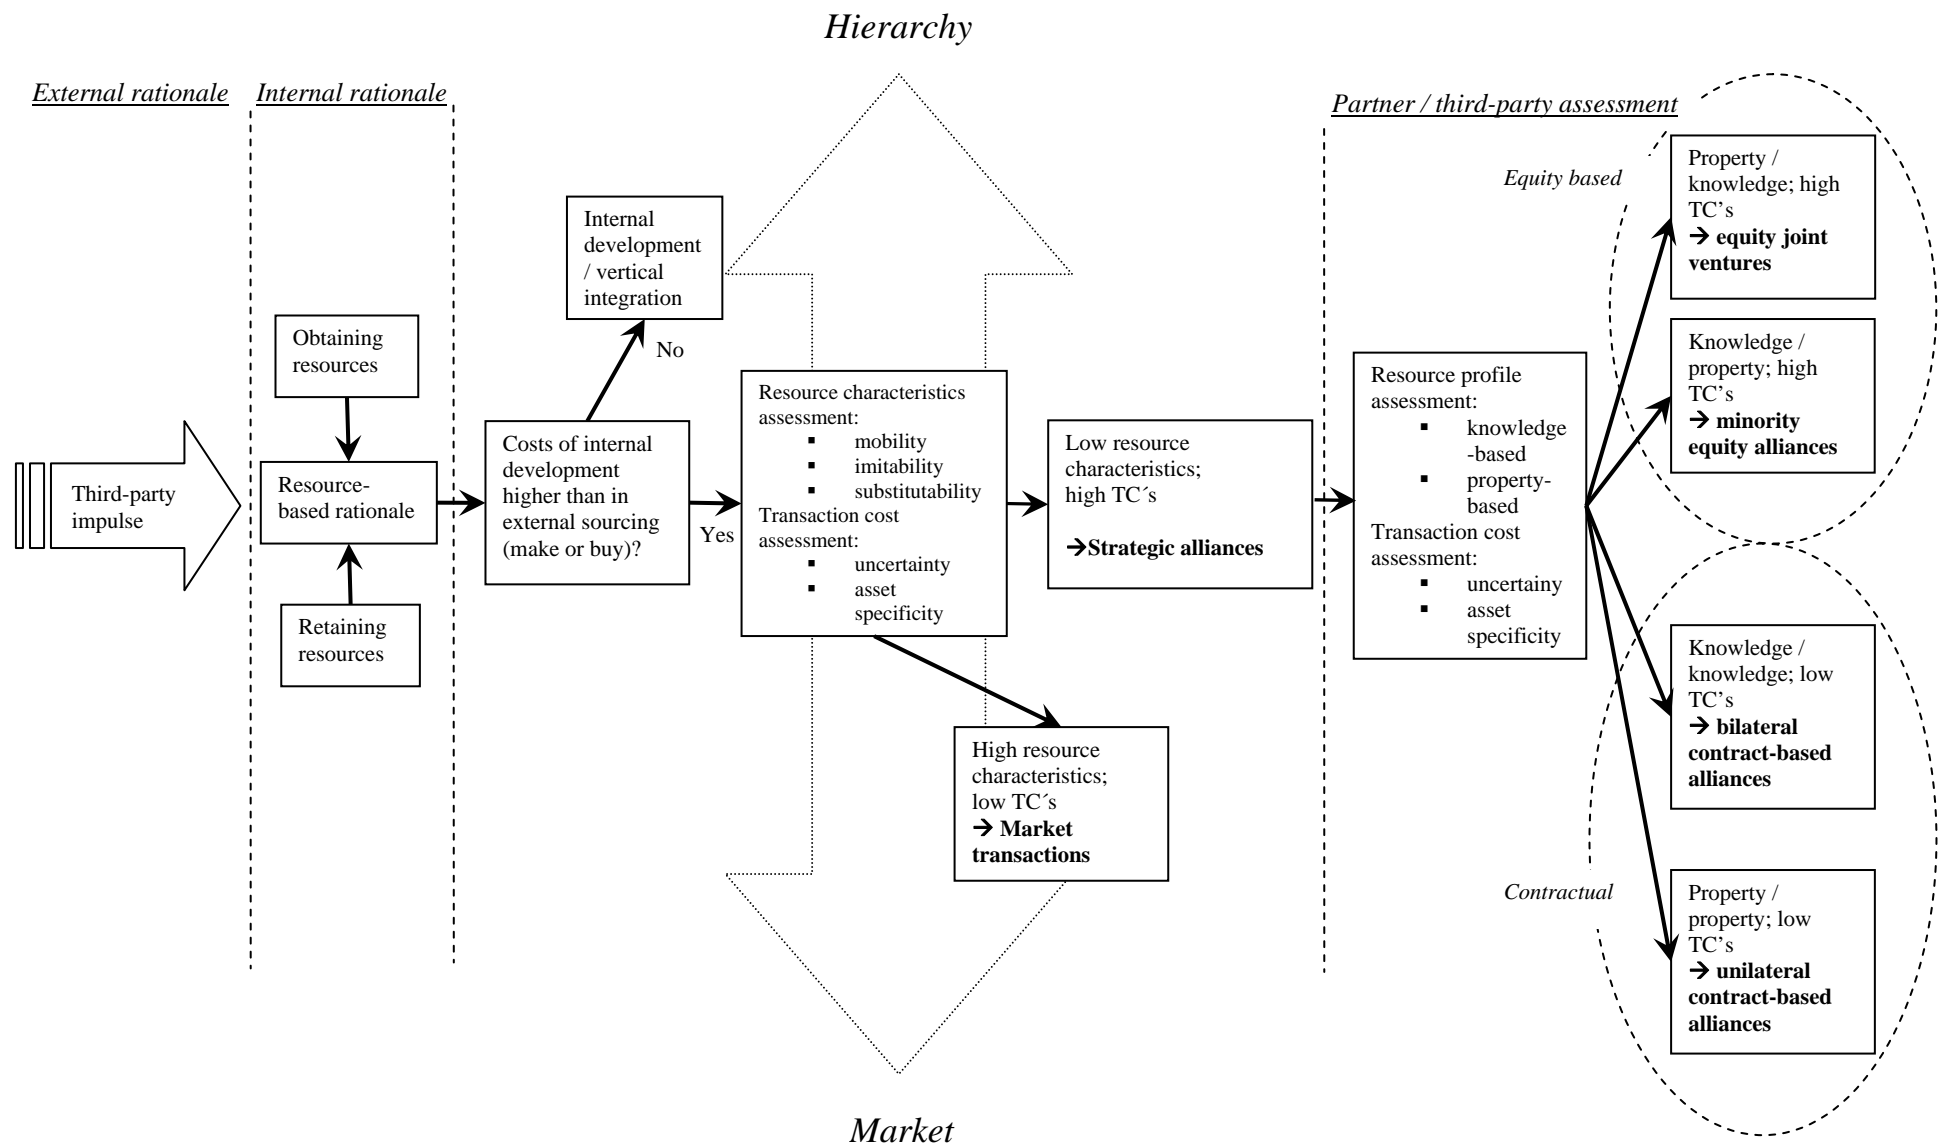 Hierarchy
External rationale
Internal rationale
Partner / third-party assessment
Third-party
impulse
Obtaining
resources
Resource-
based rationale
Retaining
resources
Internal
development
/ vertical
integration
No
Costs of internal
development
higher than in
external sourcing
(make or buy)?
Yes
Resource characteristics
assessment:
▪ mobility
▪ imitability
▪ substitutability
Transaction cost
assessment:
▪ uncertainty
▪ asset
specificity
Low resource
characteristics;
high TC´s
→Strategic alliances
High resource
characteristics;
low TC´s
→ Market
transactions
Resource profile
assessment:
▪ knowledge
-based
▪ property-
based
Transaction cost
assessment:
▪ uncertainy
▪ asset
specificity
Equity based
Property /
knowledge; high
TC’s
→ equity joint
ventures
Knowledge /
property; high
TC’s
→ minority
equity alliances
Knowledge /
knowledge; low
TC’s
→ bilateral
contract-based
alliances
Contractual
Property /
property; low
TC’s
→ unilateral
contract-based
alliances
Market